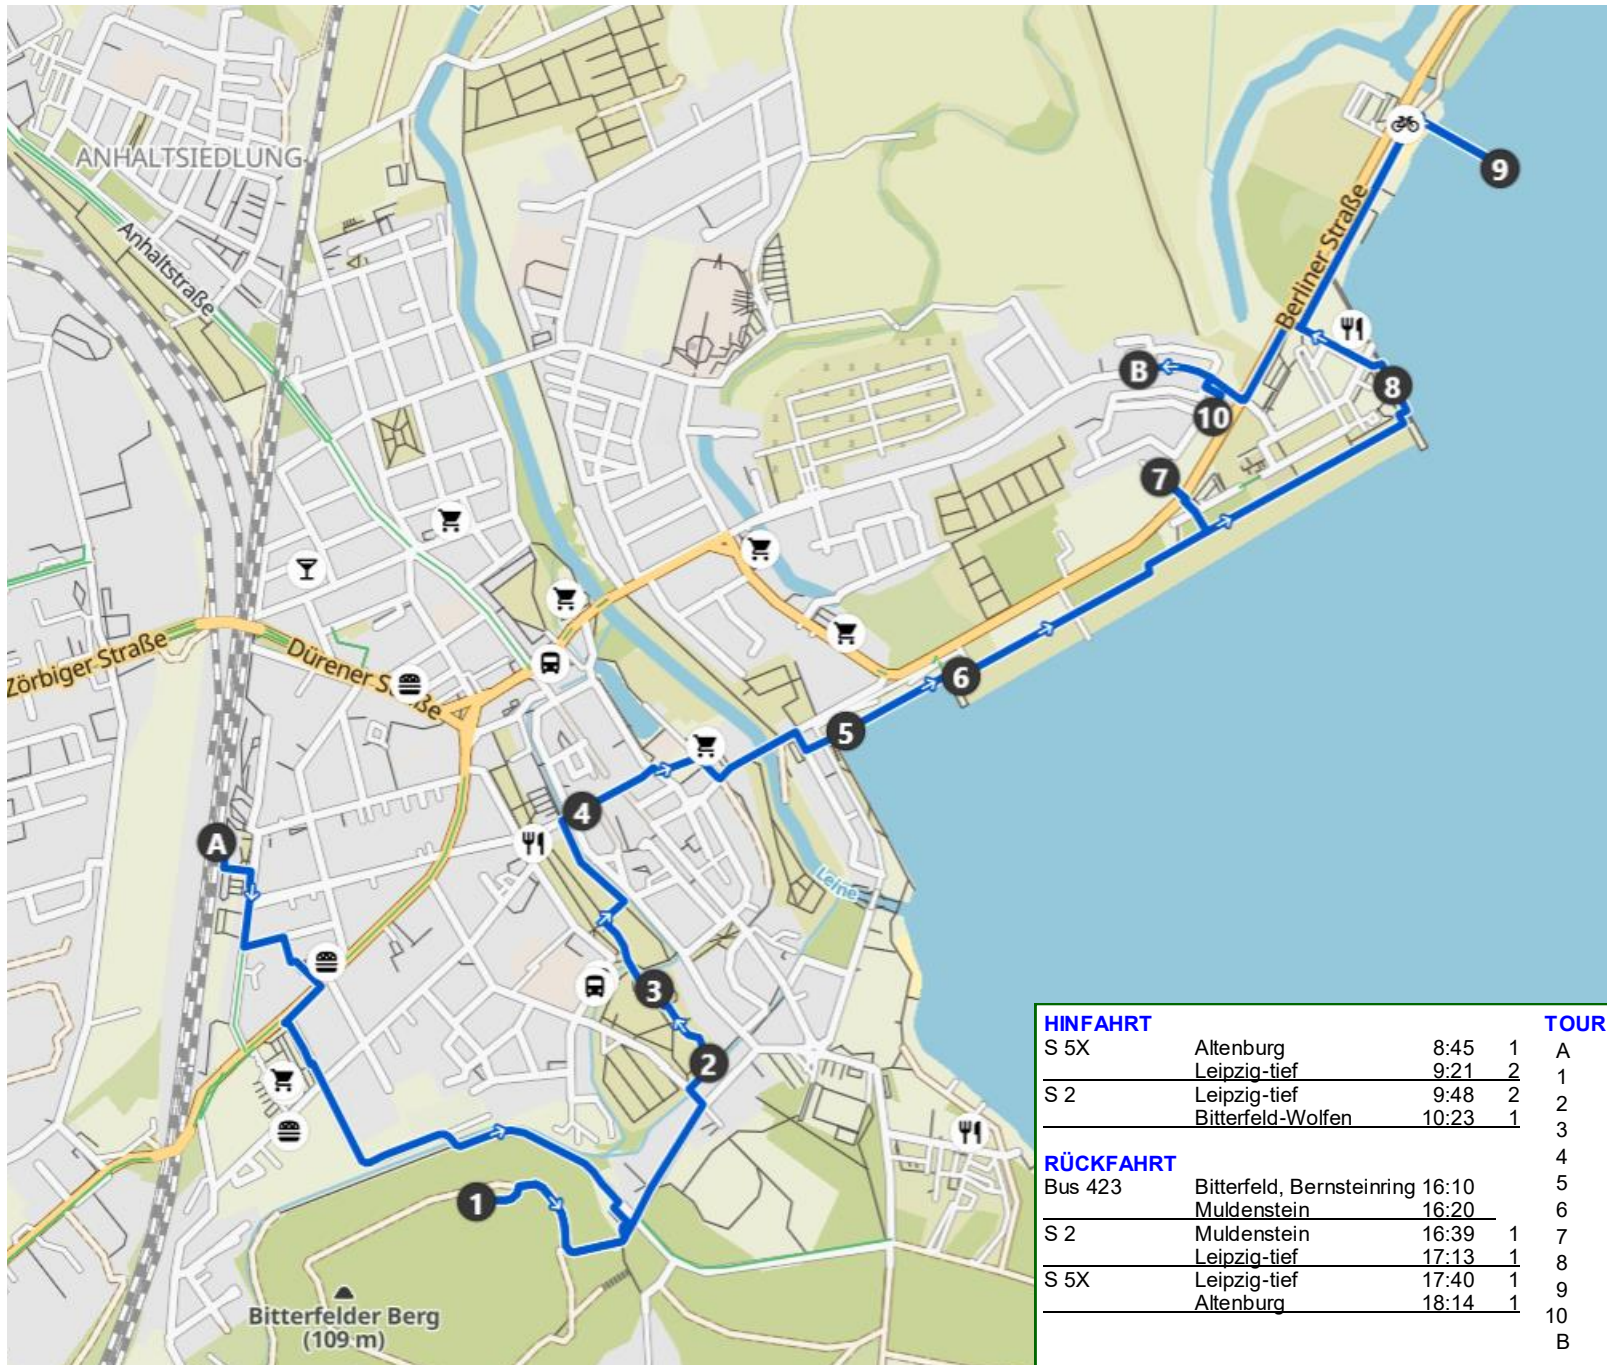 ANHALTSIEDLUNG
Anhaltstraße
9
Berliner Straße
B
8
10
7
Zörbiger Straße
Dürener Straße
6
5
4
A
Leine
3
2
1
Bitterfelder Berg
(109 m)
HINFAHRT TOUR
S 5X Altenburg 8:45 1 A
Leipzig-tief 9:21 2 1
S 2 Leipzig-tief 9:48 2 2
Bitterfeld-Wolfen 10:23 1 3
4
RÜCKFAHRT
Bus 423 Bitterfeld, Bernsteinring 16:10 5
Muldenstein 16:20 6
S 2 Muldenstein 16:39 1 7
Leipzig-tief 17:13 1 8
S 5X Leipzig-tief 17:40 1 9
Altenburg 18:14 1 10
B